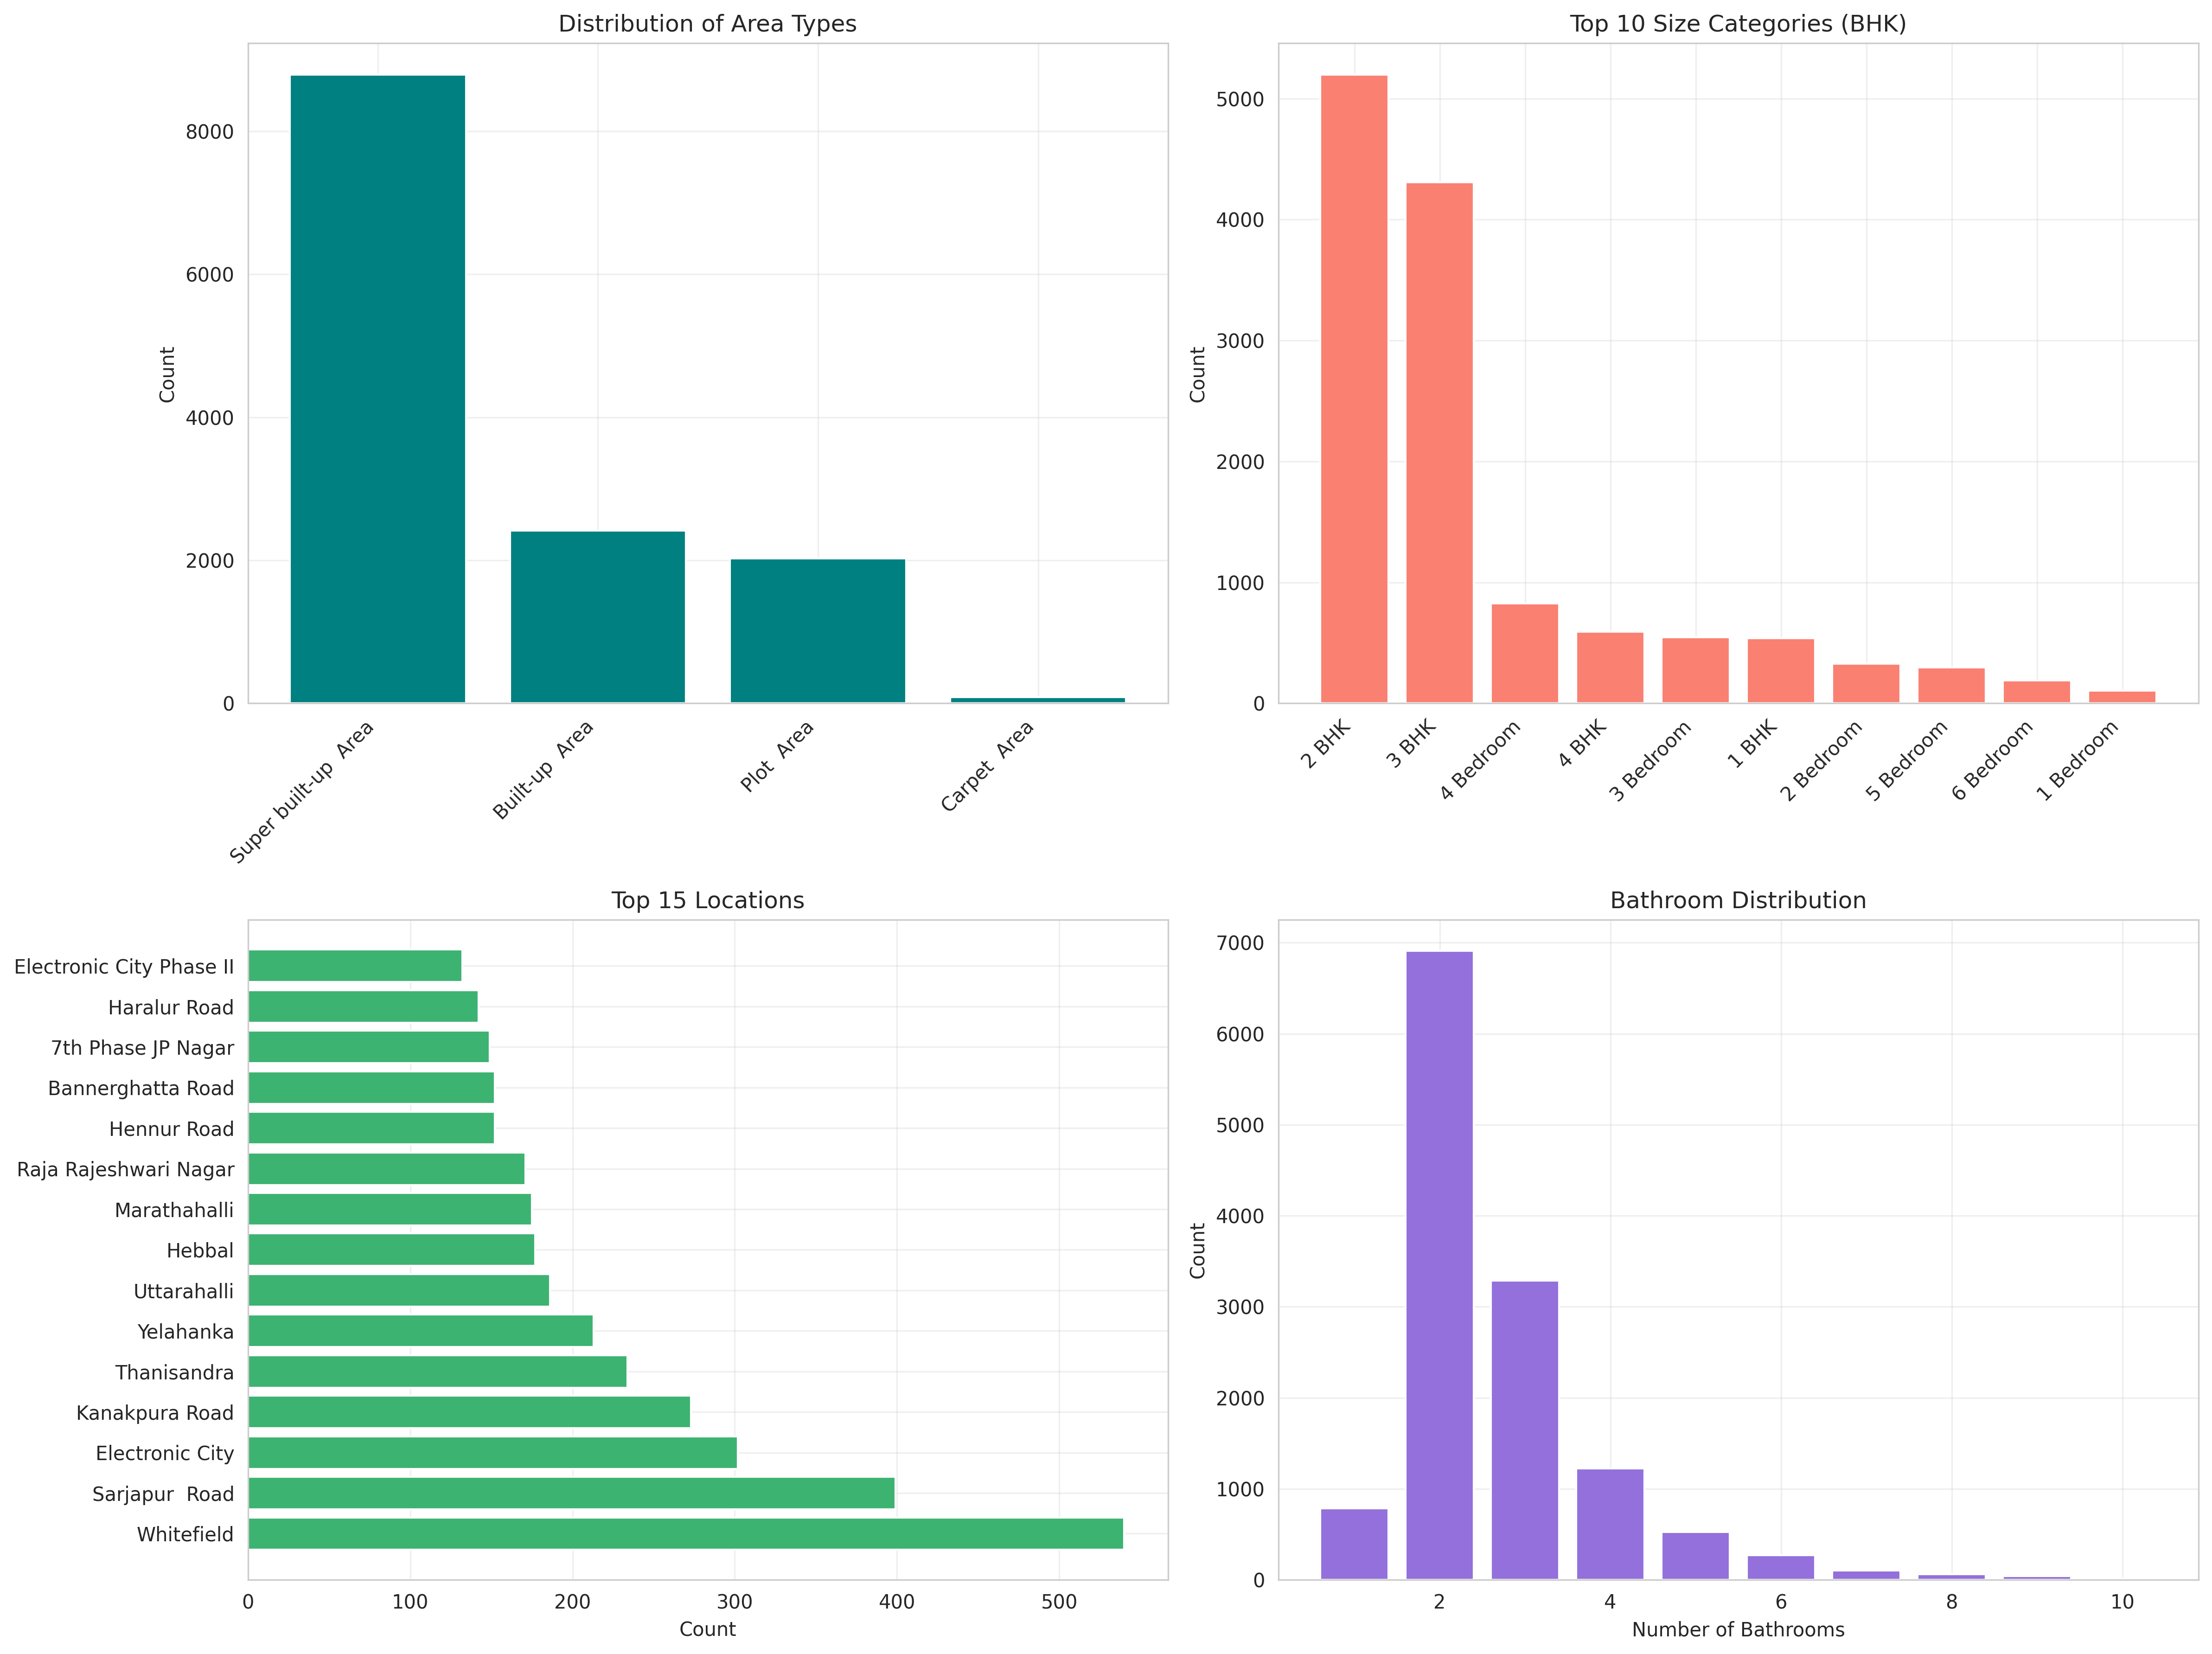 Distribution of Area Types
Count
8000
6000
4000
2000
0
Super built-up  Area
Built-up  Area
Plot  Area
Carpet  Area
Top 10 Size Categories (BHK)
Count
5000
4000
3000
2000
1000
0
2 BHK
3 BHK
4 Bedroom
4 BHK
3 Bedroom
1 BHK
2 Bedroom
5 Bedroom
6 Bedroom
1 Bedroom
Top 15 Locations
Electronic City Phase II
Haralur Road
7th Phase JP Nagar
Bannerghatta Road
Hennur Road
Raja Rajeshwari Nagar
Marathahalli
Hebbal
Uttarahalli
Yelahanka
Thanisandra
Kanakpura Road
Electronic City
Sarjapur  Road
Whitefield
0 100 200 300 400 500
Count
Bathroom Distribution
Count
7000
6000
5000
4000
3000
2000
1000
0
2 4 6 8 10
Number of Bathrooms